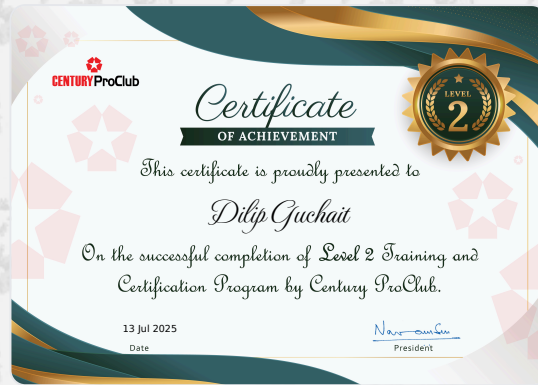 CENTURY ProClub
LEVEL
2
Certificate
OF ACHIEVEMENT
This certificate is proudly presented to
Dilip Guchait
On the successful completion of Level 2 Training and
Certification Program by Century ProClub.
13 Jul 2025
Date
President